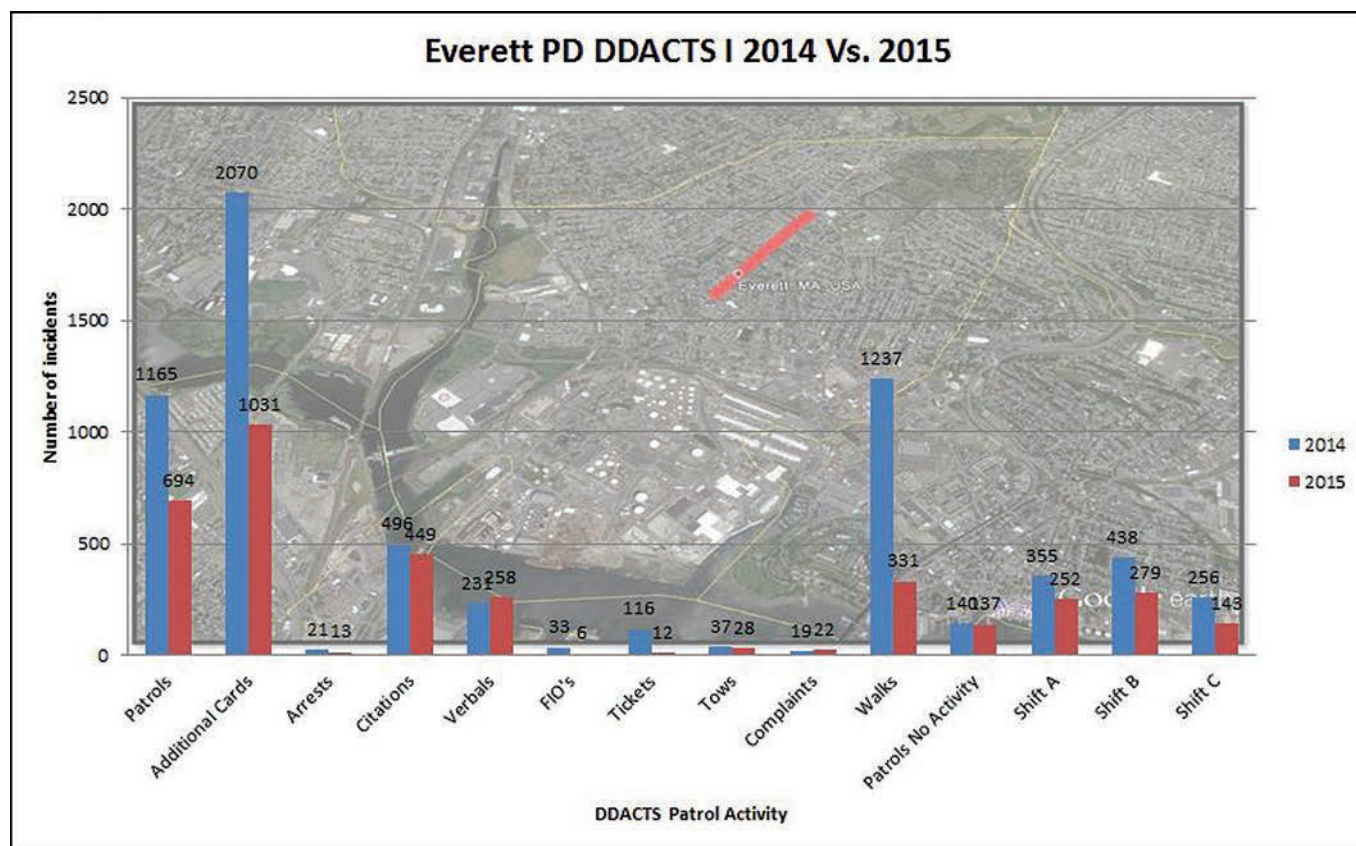 Everett PD DDACTS I 2014 Vs. 2015
Number of incidents
2500
2000
1500
1000
500
0
1165
694
2070
1031
21
13
496
449
231
258
33
6
116
12
37
28
19
22
1237
331
140
137
355
252
438
279
256
143
Everett MA, USA
Google earth
2014
2015
Patrols
Additional Cards
Arrests
Citations
Verbals
FIO's
Tickets
Tows
Complaints
Walks
Patrols No Activity
Shift A
Shift B
Shift C
DDACTS Patrol Activity